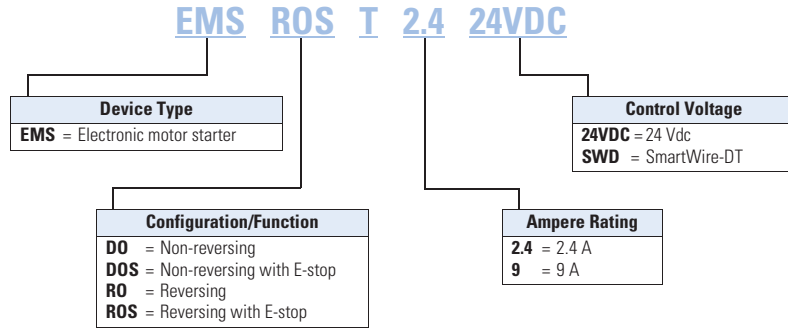 EMS ROS T 2.4 24VDC
Device Type
EMS = Electronic motor starter
Control Voltage
24VDC = 24 Vdc
SWD = SmartWire-DT
Configuration/Function
DO = Non-reversing
DOS = Non-reversing with E-stop
RO = Reversing
ROS = Reversing with E-stop
Ampere Rating
2.4 = 2.4 A
9 = 9 A